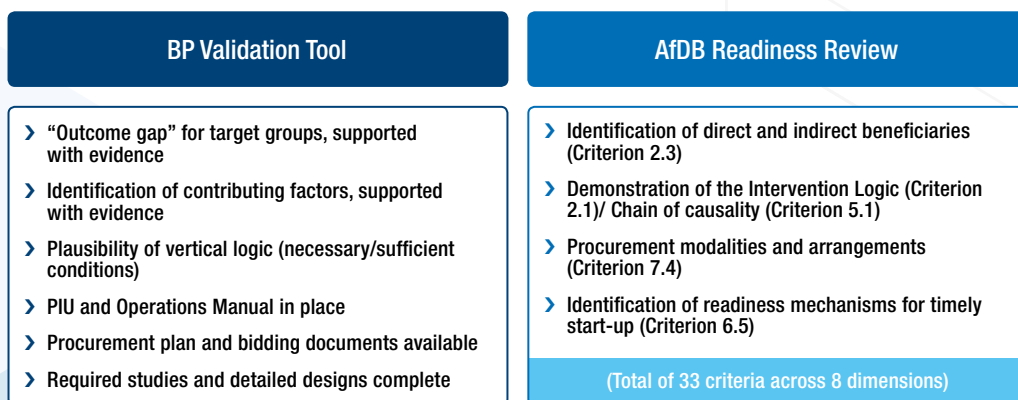 BP Validation Tool
“Outcome gap” for target groups, supported
with evidence
Identification of contributing factors, supported
with evidence
Plausibility of vertical logic (necessary/sufficient
conditions)
PIU and Operations Manual in place
Procurement plan and bidding documents available
Required studies and detailed designs complete
AfDB Readiness Review
Identification of direct and indirect beneficiaries
(Criterion 2.3)
Demonstration of the Intervention Logic (Criterion
2.1)/ Chain of causality (Criterion 5.1)
Procurement modalities and arrangements
(Criterion 7.4)
Identification of readiness mechanisms for timely
start-up (Criterion 6.5)
(Total of 33 criteria across 8 dimensions)